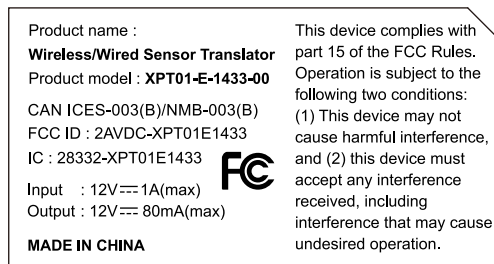 Product name :
Wireless/Wired Sensor Translator
Product model : XPT01-E-1433-00
CAN ICES-003(B)/NMB-003(B)
FCC ID : 2AVDC-XPT01E1433
IC : 28332-XPT01E1433
FC
Input : 12V⎓1A(max)
Output : 12V⎓ 80mA(max)
MADE IN CHINA
This device complies with
part 15 of the FCC Rules.
Operation is subject to the
following two conditions:
(1) This device may not
cause harmful interference,
and (2) this device must
accept any interference
received, including
interference that may cause
undesired operation.